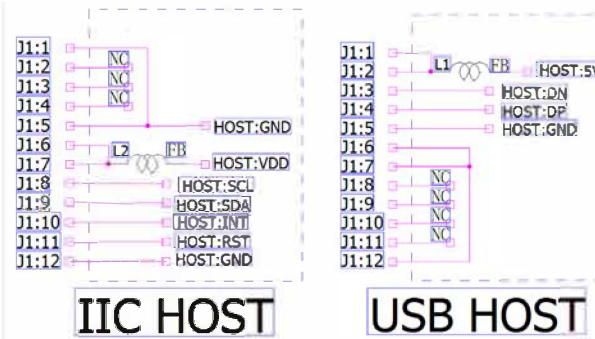 J1:1
J1:2 NC
J1:3 NC
J1:4 NC
J1:5 HOST:GND
J1:6 L2 FB
J1:7 HOST:VDD
J1:8 HOST:SCL
J1:9 HOST:SDA
J1:10 HOST:INT
J1:11 HOST:RST
J1:12 HOST:GND
IIC HOST
J1:1 L1 FB
J1:2 HOST:5V
J1:3 HOST:DN
J1:4 HOST:DP
J1:5 HOST:GND
J1:6
J1:7
J1:8 NC
J1:9 NC
J1:10 NC
J1:11 NC
J1:12
USB HOST